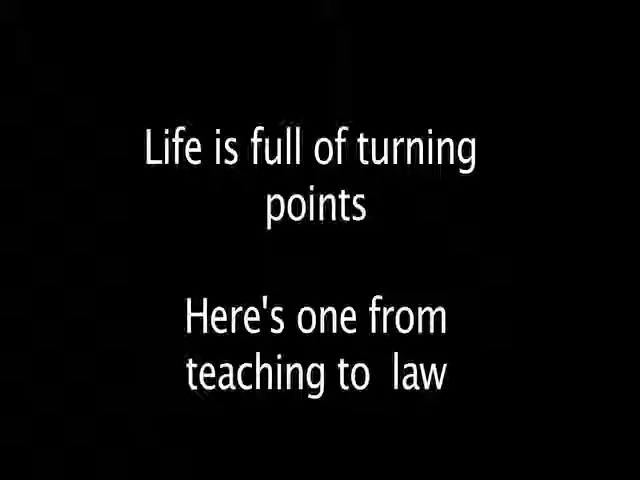 Life is full of turning
points
Here's one from
teaching to  law